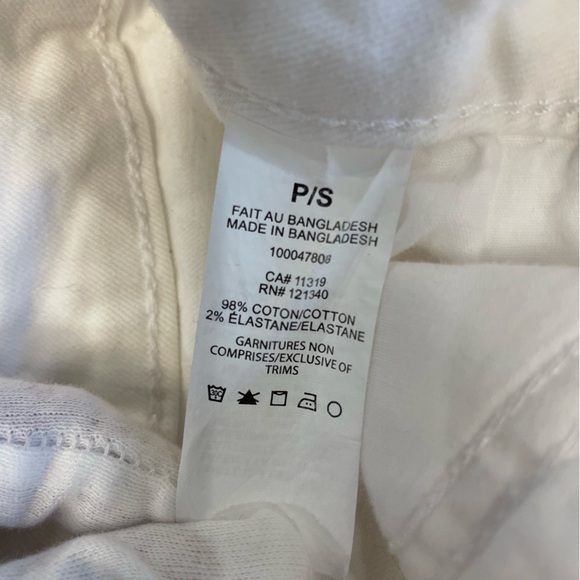 P/S
FAIT AU BANGLADESH
MADE IN BANGLADESH
100047808
CA# 11319
RN# 121340
98% COTON/COTTON
2% ÉLASTANE/ELASTANE
GARNITURES NON
COMPRISES/EXCLUSIVE OF
TRIMS
30C